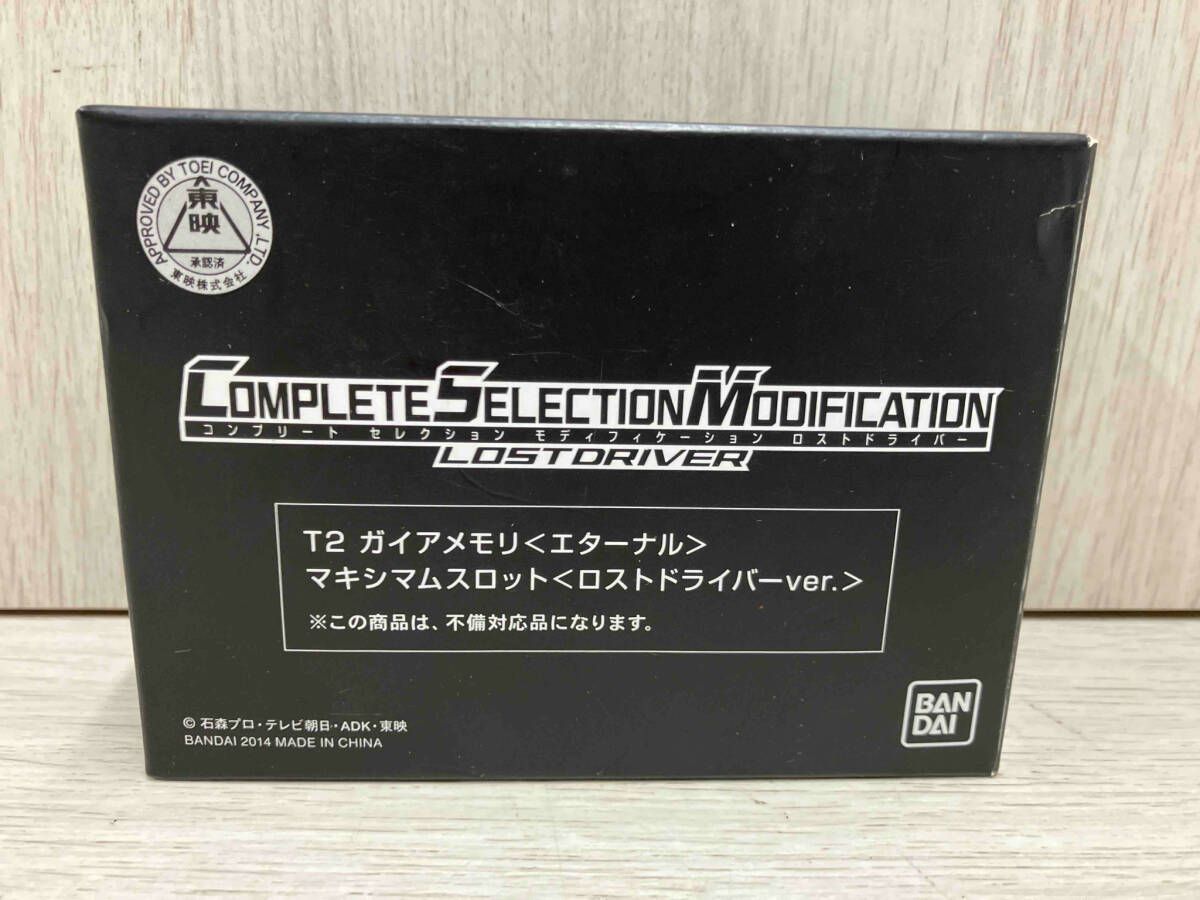 APPROVED BY TOEI COMPANY, LTD.
東映
承認済
東映株式会社
COMPLETE SELECTION MODIFICATION
コンプリート セレクション モディフィケーション ロストドライバー
LOSTDRIVER
T2 ガイアメモリ<エターナル>
マキシマムスロット<ロストドライバーver.>
※この商品は、不備対応品になります。
© 石森プロ・テレビ朝日・ADK・東映
BANDAI 2014 MADE IN CHINA
BAN
DAI